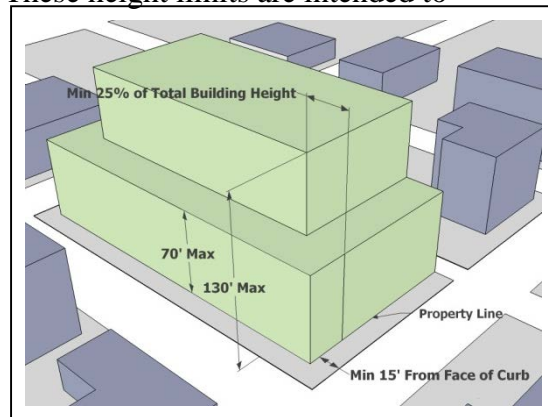 These height limits are intended to
Min 25% of Total Building Height
70' Max
130' Max
Property Line
Min 15' From Face of Curb